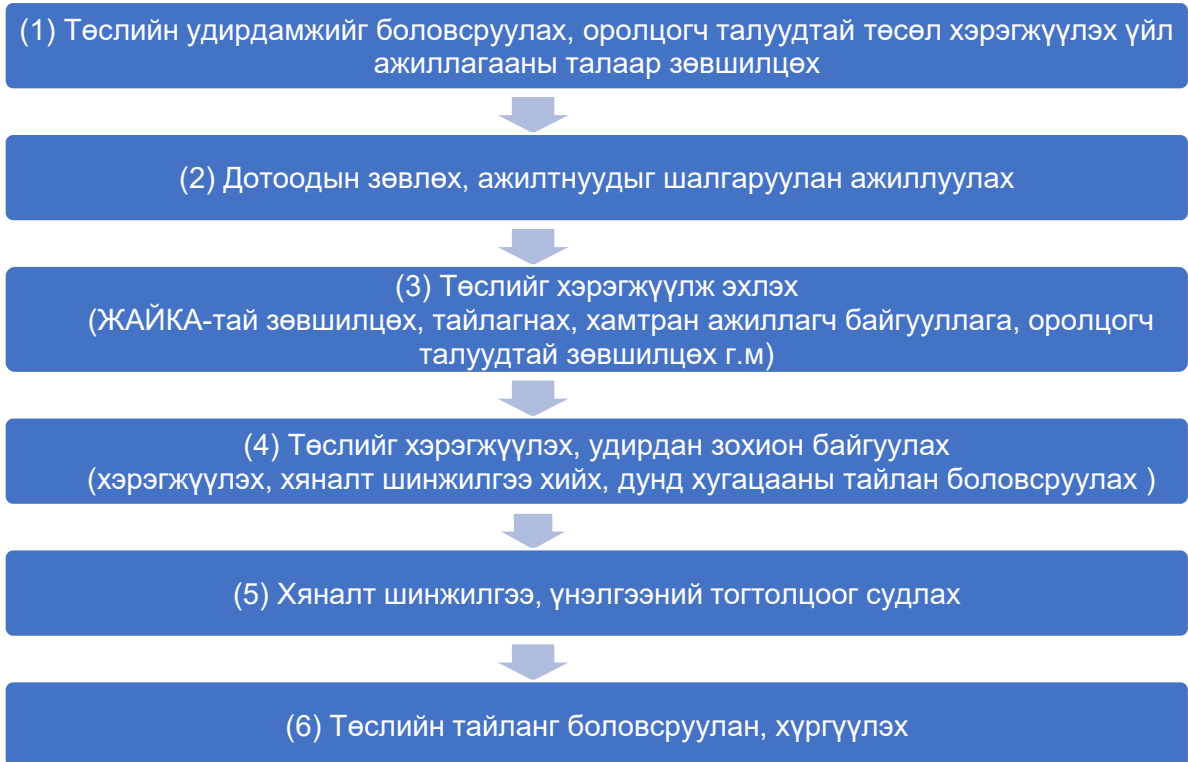 (1) Төслийн удирдамжийг боловсруулах, оролцогч талуудтай төсөл хэрэгжүүлэх үйл
ажиллагааны талаар зөвшилцөх
(2) Дотоодын зөвлөх, ажилтнуудыг шалгаруулан ажиллуулах
(3) Төслийг хэрэгжүүлж эхлэх
(ЖАЙКА-тай зөвшилцөх, тайлагнах, хамтран ажиллагч байгууллага, оролцогч
талуудтай зөвшилцөх г.м)
(4) Төслийг хэрэгжүүлэх, удирдан зохион байгуулах
(хэрэгжүүлэх, хяналт шинжилгээ хийх, дунд хугацааны тайлан боловсруулах )
(5) Хяналт шинжилгээ, үнэлгээний тогтолцоог судлах
(6) Төслийн тайланг боловсруулан, хүргүүлэх